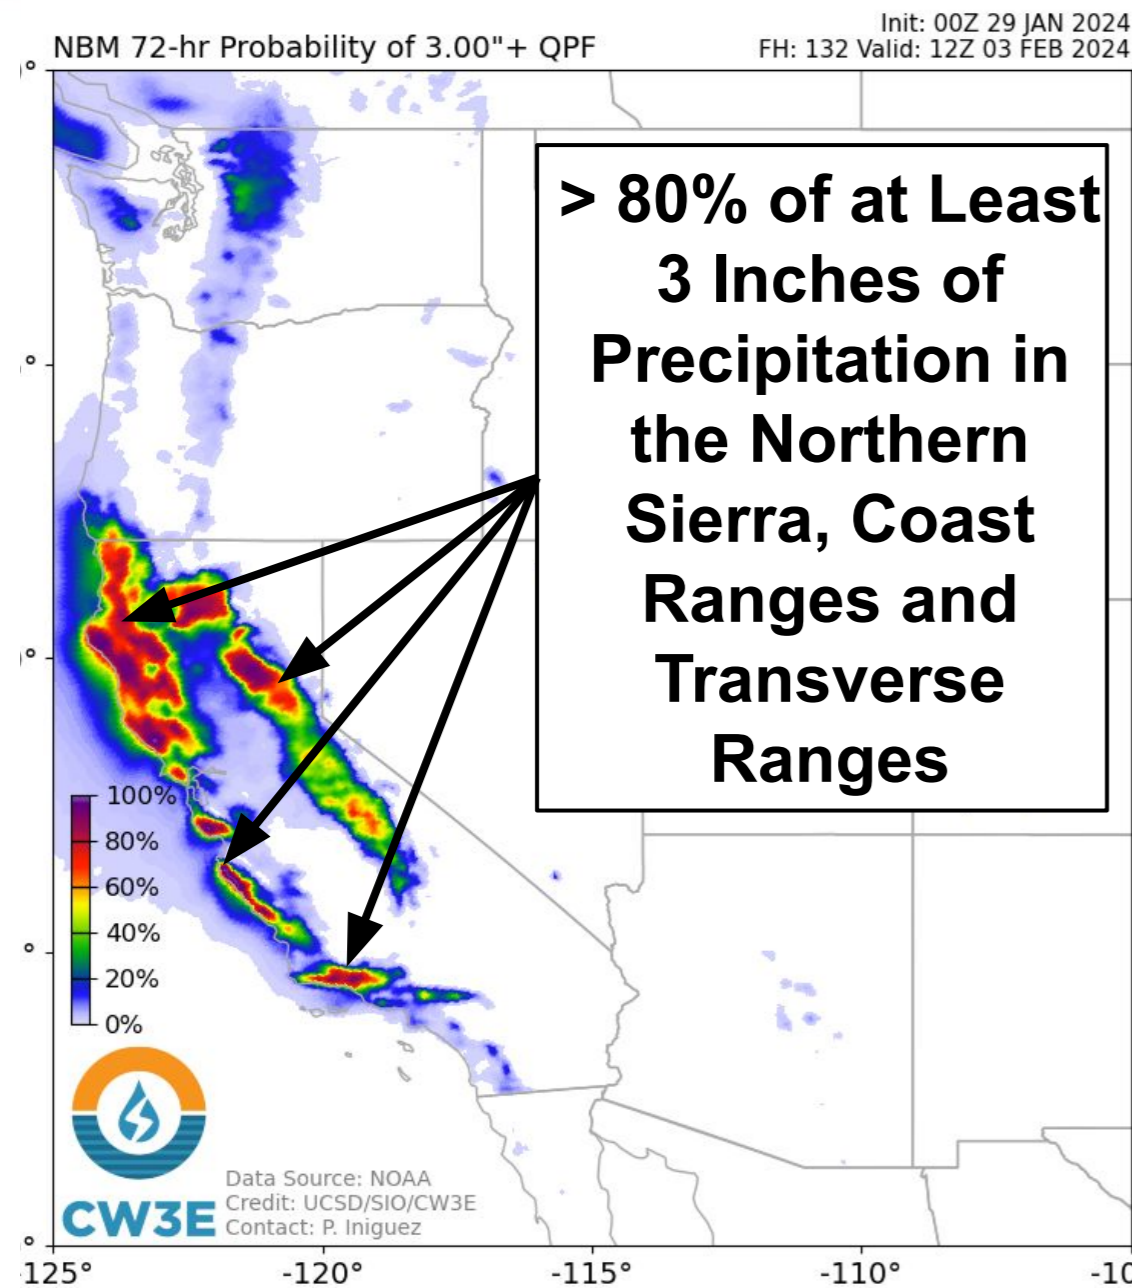 Init: 00Z 29 JAN 2024
NBM 72-hr Probability of 3.00"+ QPF
FH: 132 Valid: 12Z 03 FEB 2024
> 80% of at Least
3 Inches of
Precipitation in
the Northern
Sierra, Coast
Ranges and
Transverse
Ranges
100%
80%
60%
40%
20%
0%
CW3E
Data Source: NOAA
Credit: UCSD/SIO/CW3E
Contact: P. Iniguez
-120°
-115°
-110°